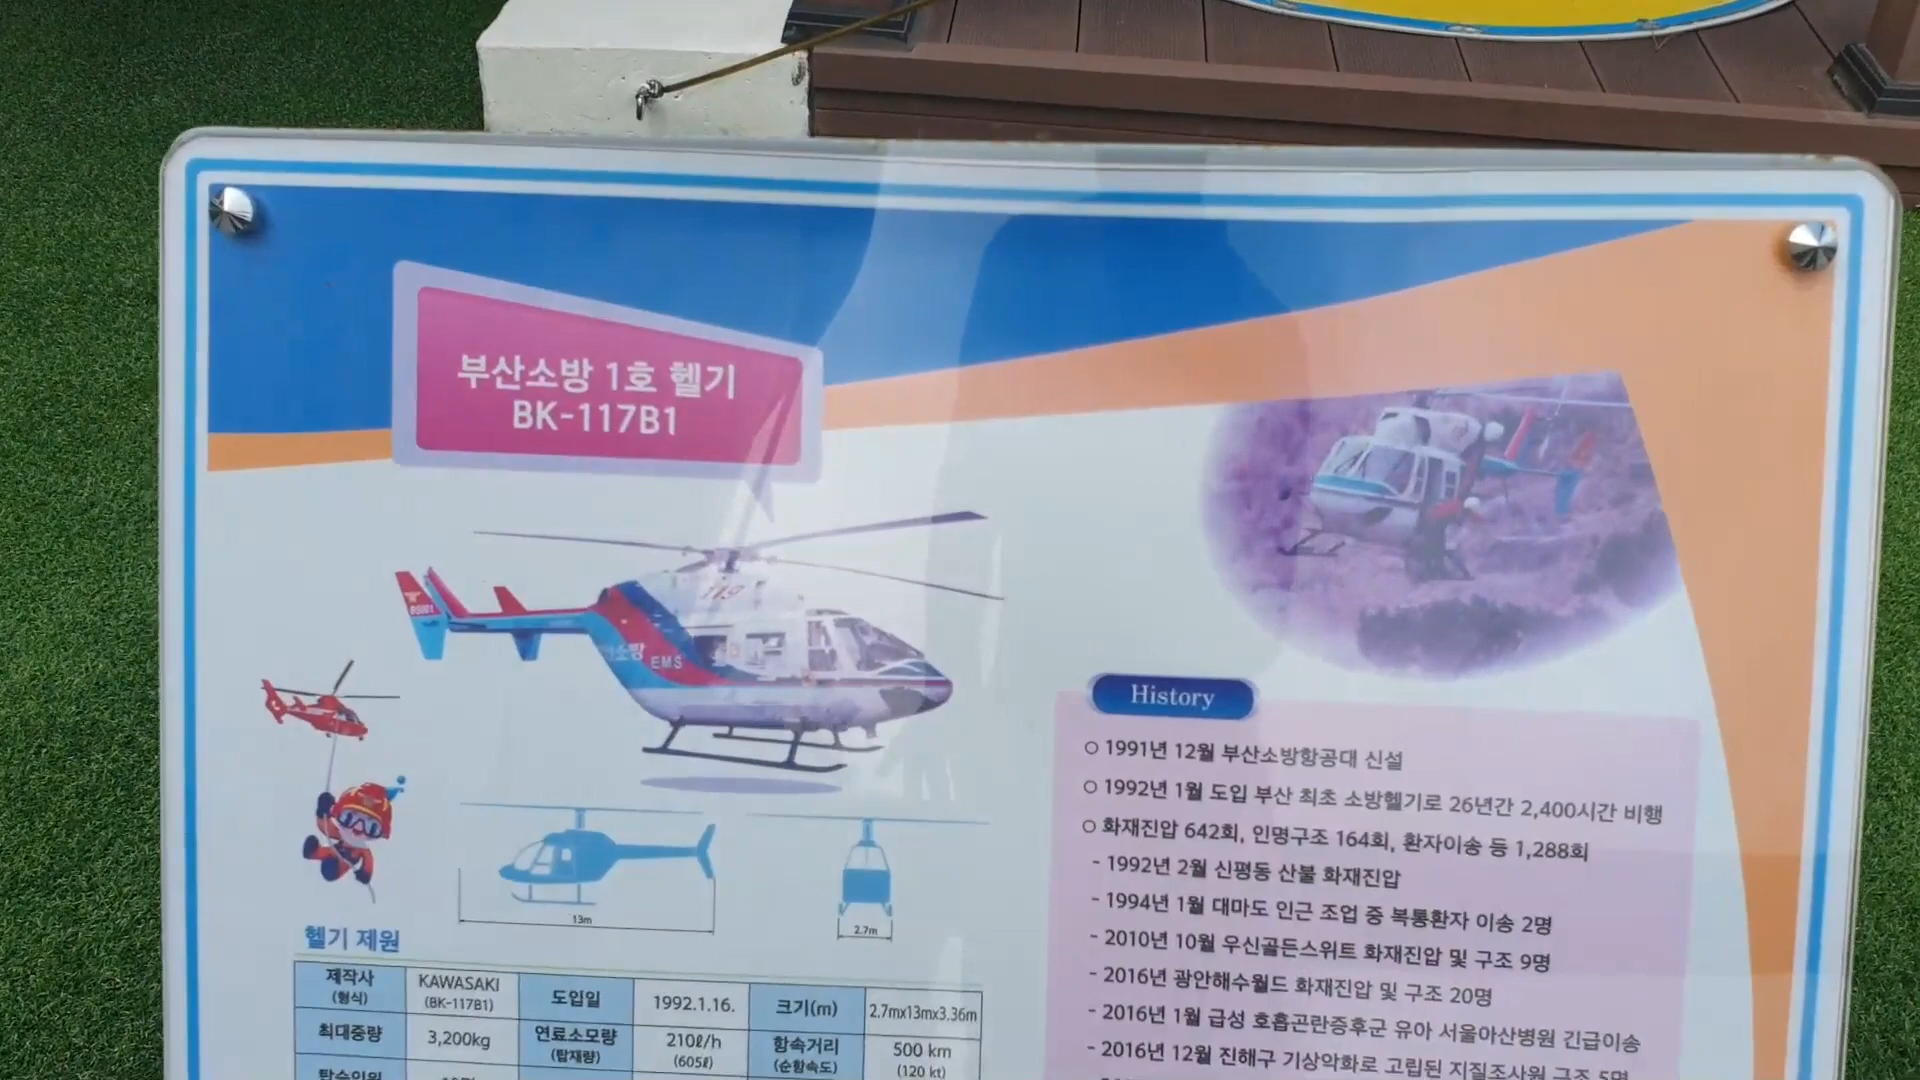 부산소방 1호 헬기
BK-117B1
119
BS001
소방
EMS
13m
2.7m
헬기 제원
제작사
(형식)
KAWASAKI
(BK-117B1)
도입일
1992.1.16.
크기(m)
2.7mx13mx3.36m
최대중량
3,200kg
연료소모량
(탑재량)
210ℓ/h
(605ℓ)
항속거리
(순항속도)
500 km
(120 kt)
History
○ 1991년 12월 부산소방항공대 신설
○ 1992년 1월 도입 부산 최초 소방헬기로 26년간 2,400시간 비행
○ 화재진압 642회, 인명구조 164회, 환자이송 등 1,288회
- 1992년 2월 신평동 산불 화재진압
- 1994년 1월 대마도 인근 조업 중 복통환자 이송 2명
- 2010년 10월 우신골든스위트 화재진압 및 구조 9명
- 2016년 광안해수월드 화재진압 및 구조 20명
- 2016년 1월 급성 호흡곤란증후군 유아 서울아산병원 긴급이송
- 2016년 12월 진해구 기상악화로 고립된 지질조사원 구조 5명